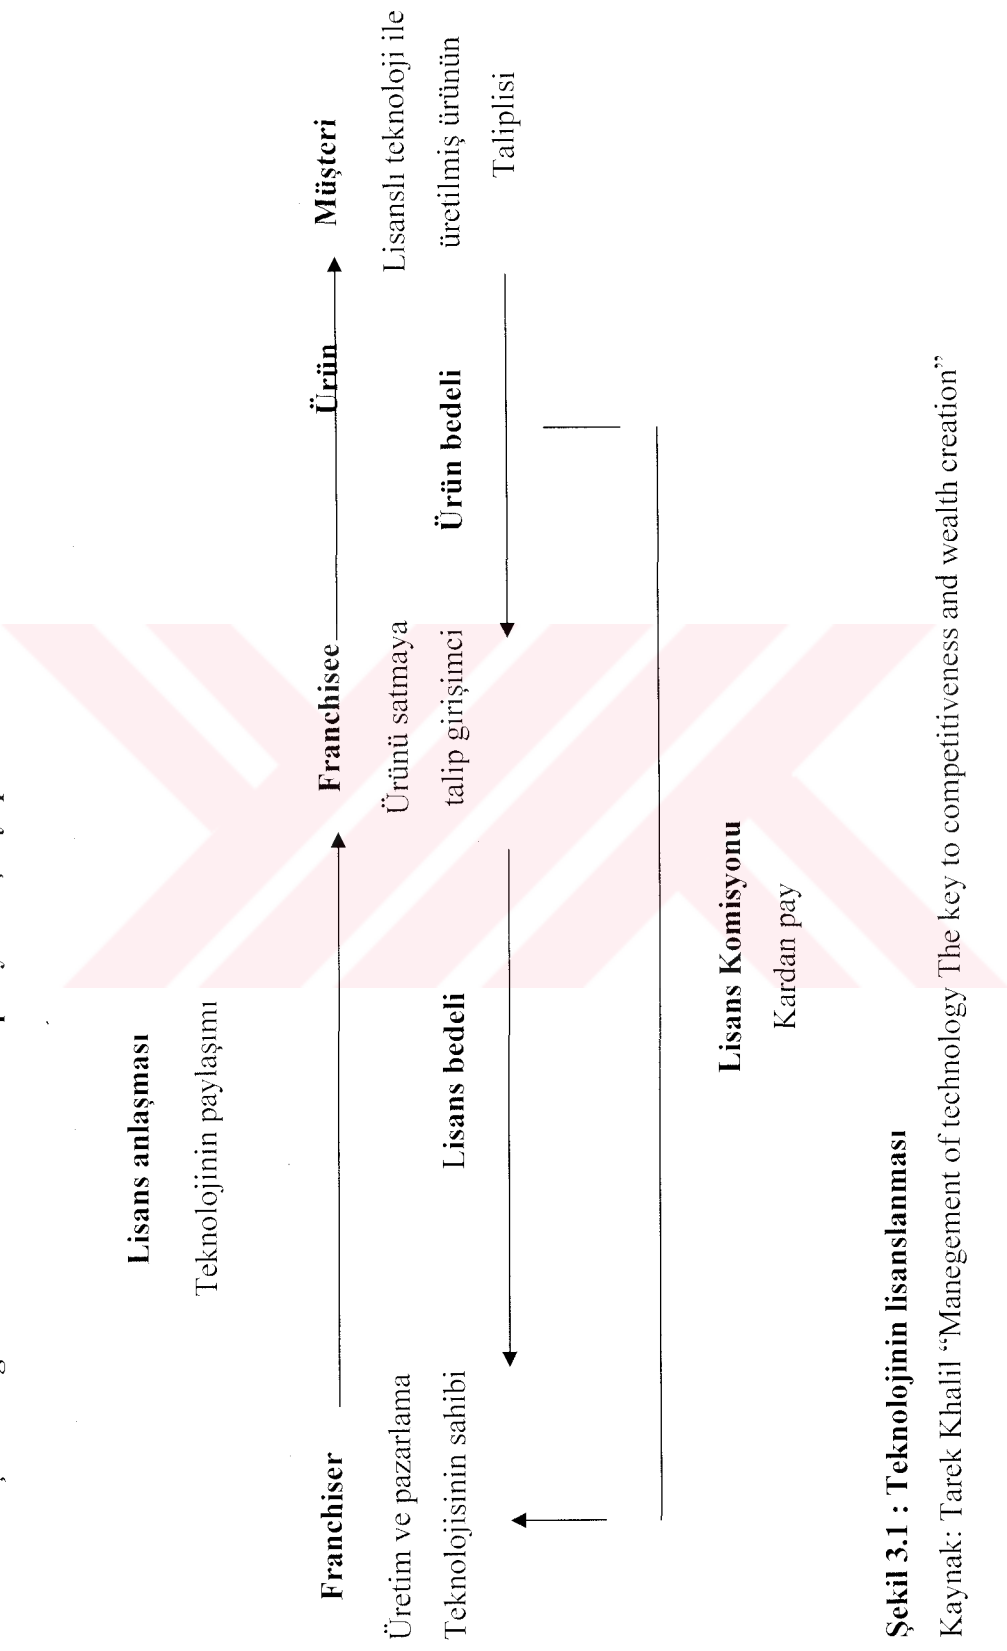 Lisans anlaşması
Teknolojinin paylaşımı
Franchiser
Üretim ve pazarlama
Teknolojisinin sahibi
Franchisee
Ürünü satmaya
talip girişimci
Ürün
Müşteri
Lisanslı teknoloji ile
üretilmiş ürünün
Taliplisi
Lisans bedeli
Ürün bedeli
Lisans Komisyonu
Kardan pay
Şekil 3.1 : Teknolojinin lisanslanması
Kaynak: Tarek Khalil “Manegement of technology The key to competitiveness and wealth creation”